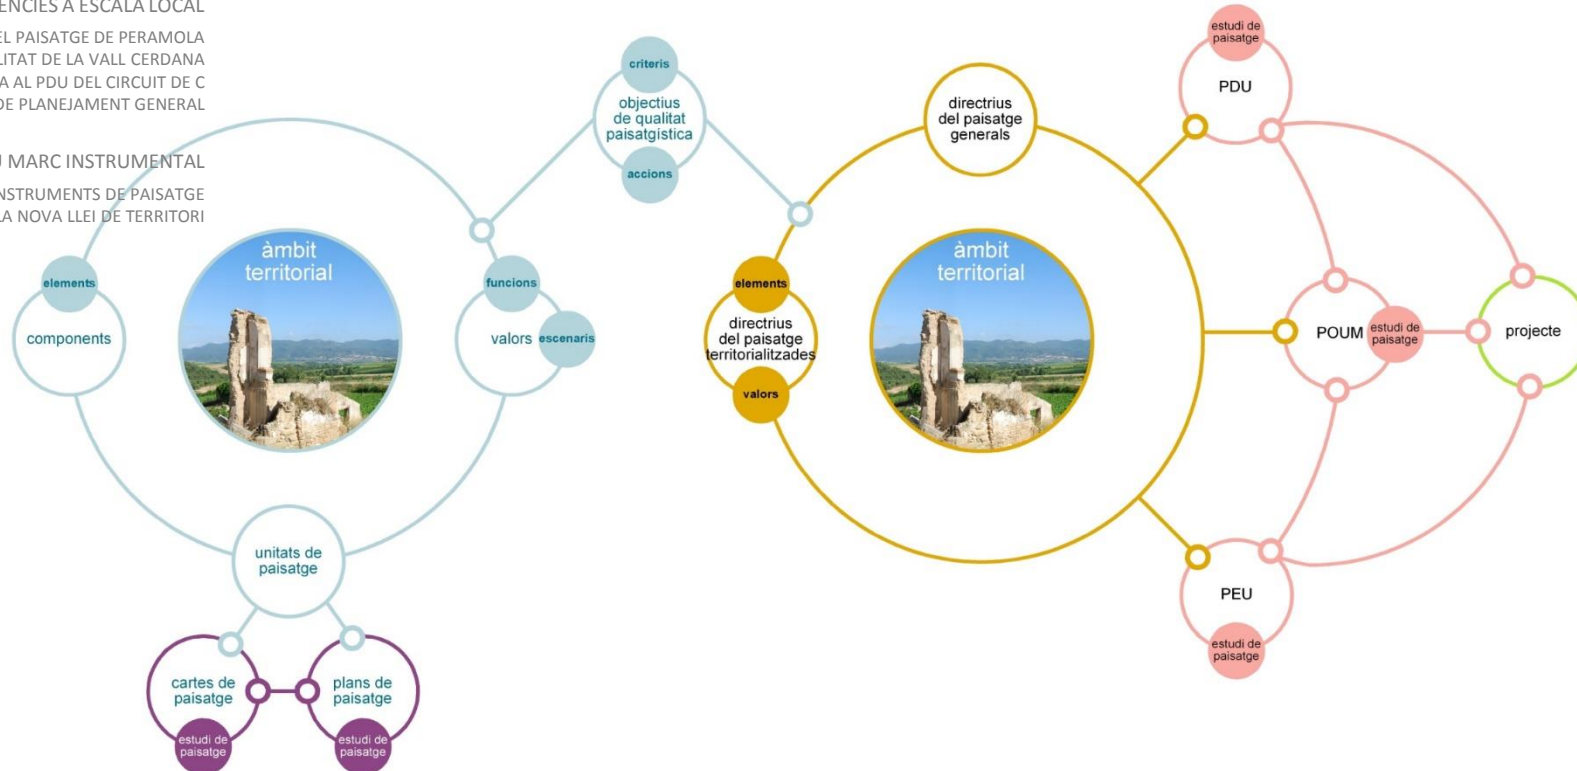 ENCIES A ESCALA LOCAL
EL PAISATGE DE PERAMOLA
LITAT DE LA VALL CERDANA
A AL PDU DEL CIRCUIT DE C
DE PLANEJAMENT GENERAL
U MARC INSTRUMENTAL
NSTRUMENTS DE PAISATGE
LA NOVA LLEI DE TERRITORI
elements
components
àmbit
territorial
funcions
valors
escenaris
unitats de
paisatge
cartes de
paisatge
estudi de
paisatge
plans de
paisatge
estudi de
paisatge
criteris
objectius
de qualitat
paisatgística
accions
directrius
del paisatge
generals
elements
directrius
del paisatge
territorialitzades
valors
àmbit
territorial
estudi de
paisatge
PDU
POUM
estudi de
paisatge
projecte
PEU
estudi de
paisatge